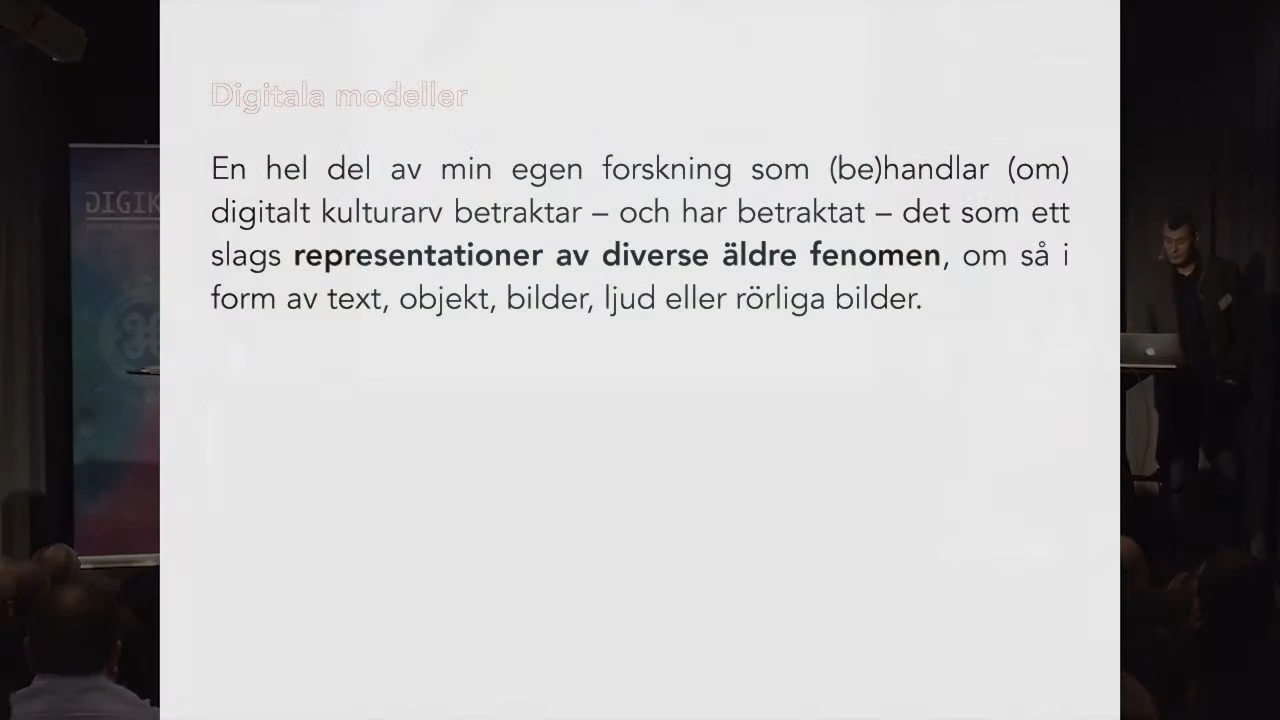 Digitala modeller
En hel del av min egen forskning som (be)handlar (om)
digitalt kulturarv betraktar – och har betraktat – det som ett
slags representationer av diverse äldre fenomen, om så i
form av text, objekt, bilder, ljud eller rörliga bilder.
DIGIK